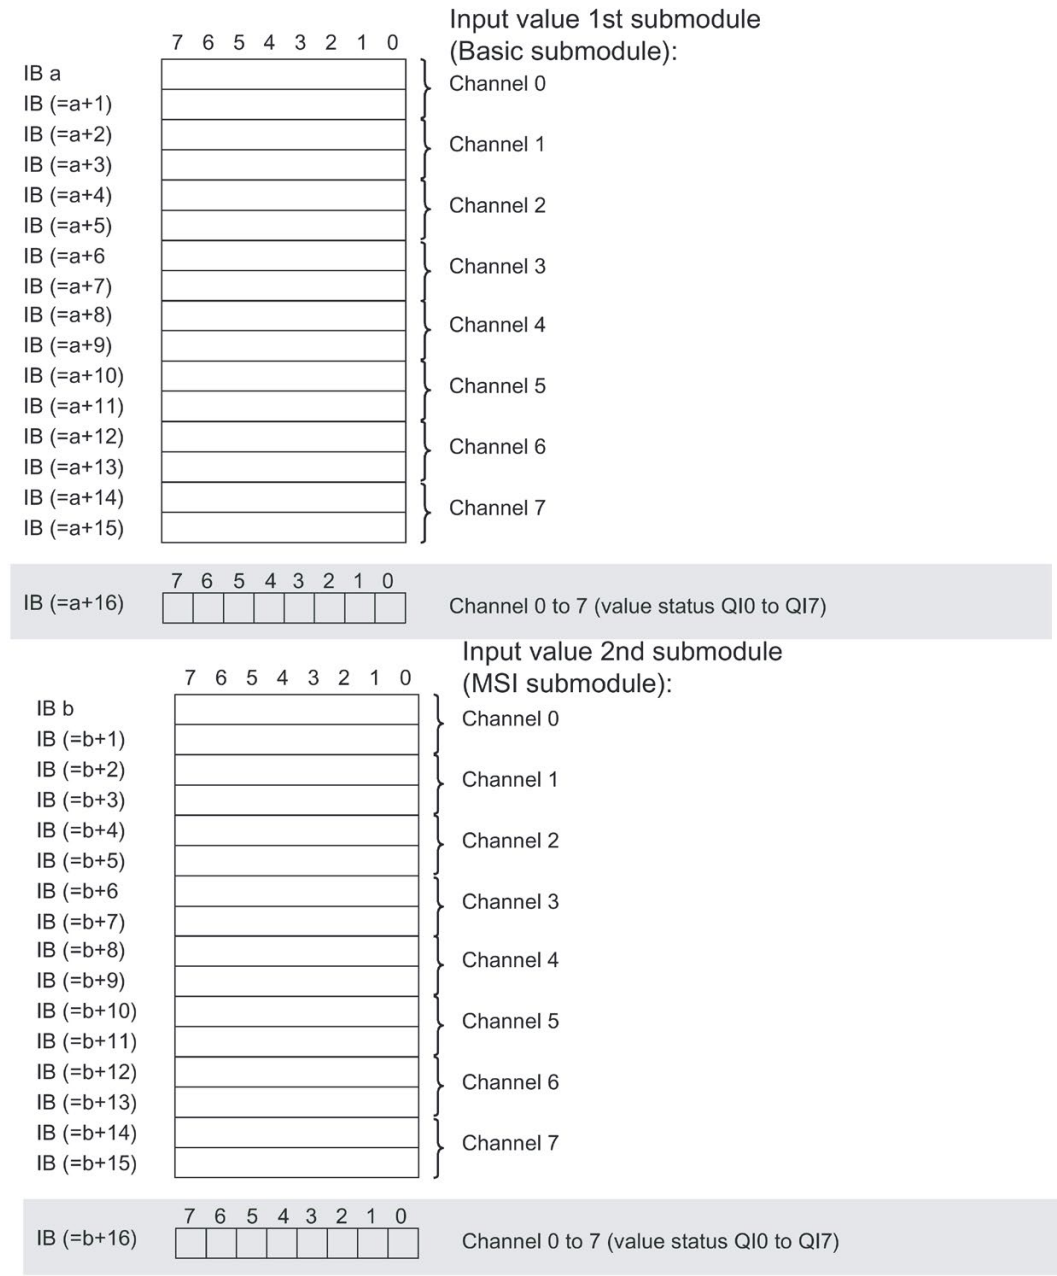 Input value 1st submodule
(Basic submodule):
7 6 5 4 3 2 1 0
IB a
Channel 0
IB (=a+1)
IB (=a+2)
Channel 1
IB (=a+3)
IB (=a+4)
Channel 2
IB (=a+5)
IB (=a+6
Channel 3
IB (=a+7)
IB (=a+8)
Channel 4
IB (=a+9)
IB (=a+10)
Channel 5
IB (=a+11)
IB (=a+12)
Channel 6
IB (=a+13)
IB (=a+14)
Channel 7
IB (=a+15)
7 6 5 4 3 2 1 0
IB (=a+16) Channel 0 to 7 (value status QI0 to QI7)
Input value 2nd submodule
(MSI submodule):
7 6 5 4 3 2 1 0
IB b
Channel 0
IB (=b+1)
IB (=b+2)
Channel 1
IB (=b+3)
IB (=b+4)
Channel 2
IB (=b+5)
IB (=b+6
Channel 3
IB (=b+7)
IB (=b+8)
Channel 4
IB (=b+9)
IB (=b+10)
Channel 5
IB (=b+11)
IB (=b+12)
Channel 6
IB (=b+13)
IB (=b+14)
Channel 7
IB (=b+15)
7 6 5 4 3 2 1 0
IB (=b+16) Channel 0 to 7 (value status QI0 to QI7)